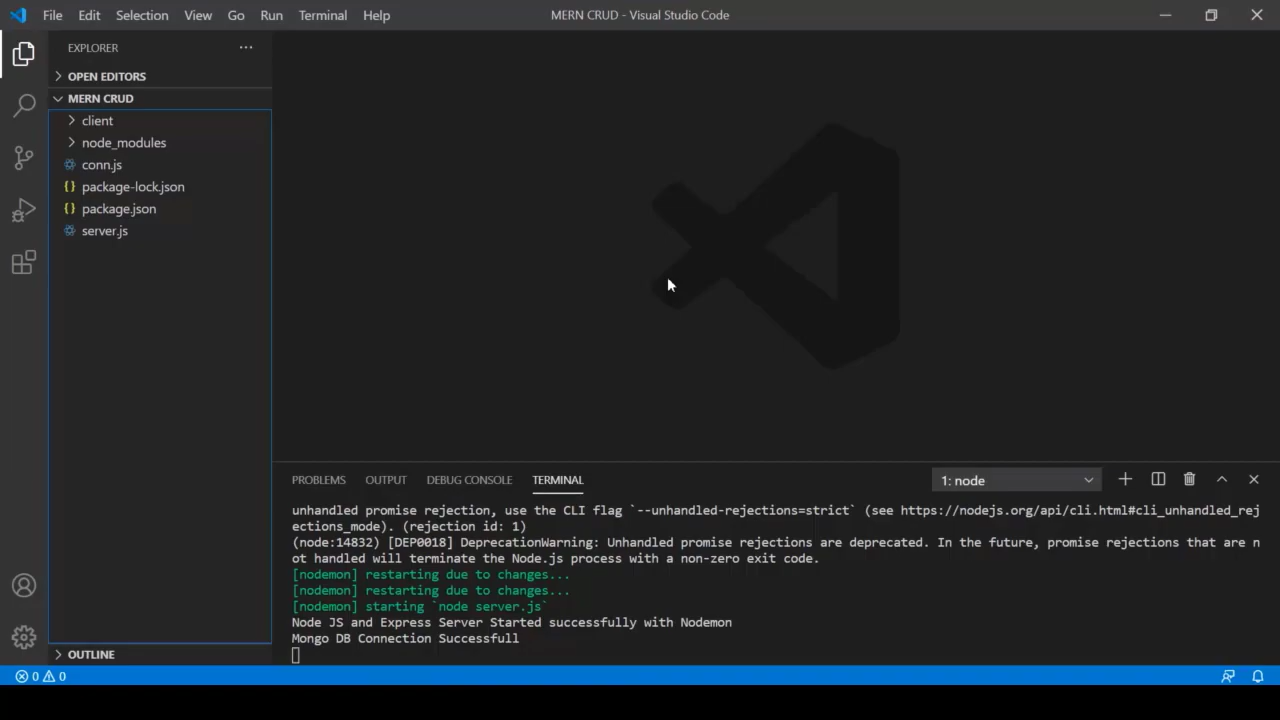 File Edit Selection View Go Run Terminal Help MERN CRUD - Visual Studio Code
EXPLORER
OPEN EDITORS
MERN CRUD
client
node_modules
conn.js
{} package-lock.json
{} package.json
server.js
PROBLEMS OUTPUT DEBUG CONSOLE TERMINAL 1: node
unhandled promise rejection, use the CLI flag `--unhandled-rejections=strict` (see https://nodejs.org/api/cli.html#cli_unhandled_rej
ections_mode). (rejection id: 1)
(node:14832) [DEP0018] DeprecationWarning: Unhandled promise rejections are deprecated. In the future, promise rejections that are n
ot handled will terminate the Node.js process with a non-zero exit code.
[nodemon] restarting due to changes...
[nodemon] restarting due to changes...
[nodemon] starting `node server.js`
Node JS and Express Server Started successfully with Nodemon
Mongo DB Connection Successfull
OUTLINE
0 0